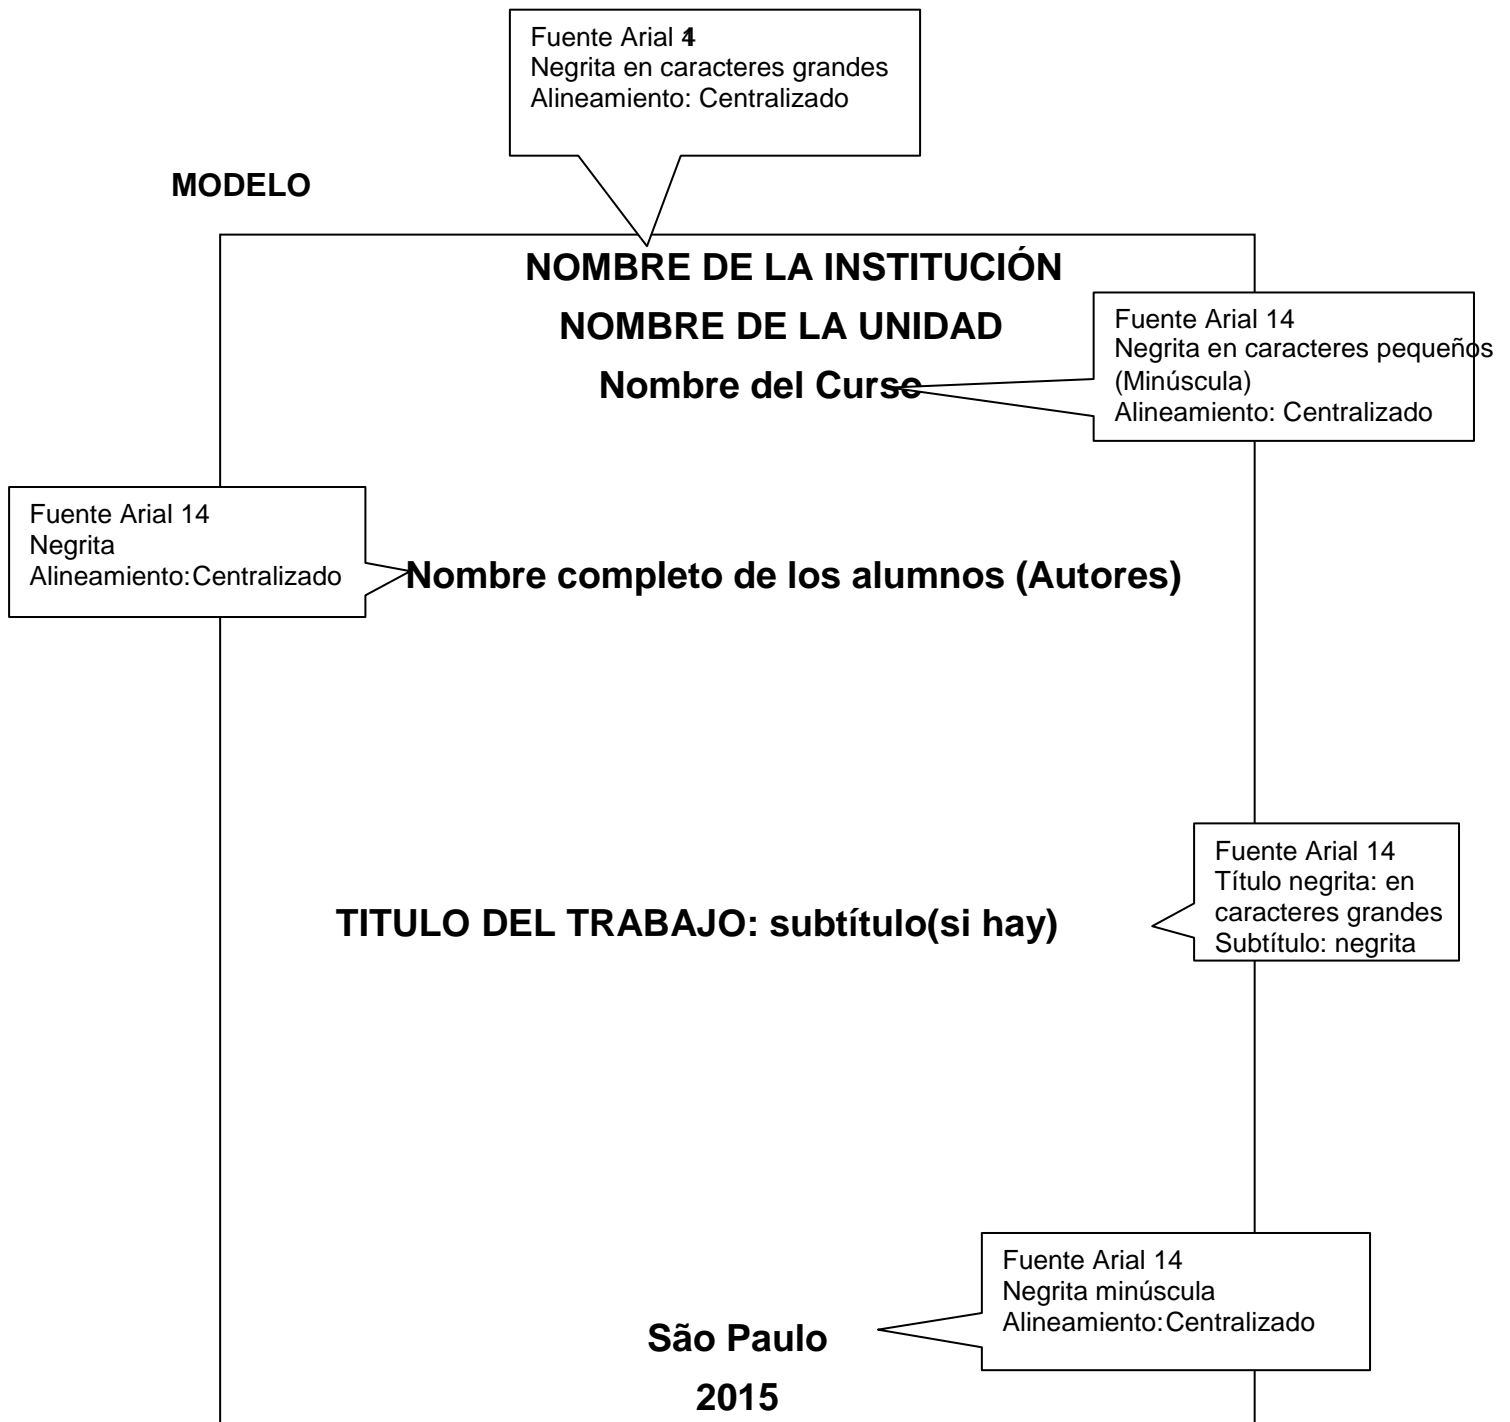 Fuente Arial 14
Negrita en caracteres grandes
Alineamiento: Centralizado
MODELO
NOMBRE DE LA INSTITUCIÓN
NOMBRE DE LA UNIDAD
Nombre del Curso
Fuente Arial 14
Negrita en caracteres pequeños
(Minúscula)
Alineamiento: Centralizado
Fuente Arial 14
Negrita
Alineamiento:Centralizado
Nombre completo de los alumnos (Autores)
Fuente Arial 14
Título negrita: en
caracteres grandes
Subtítulo: negrita
TITULO DEL TRABAJO: subtítulo(si hay)
Fuente Arial 14
Negrita minúscula
Alineamiento:Centralizado
São Paulo
2015